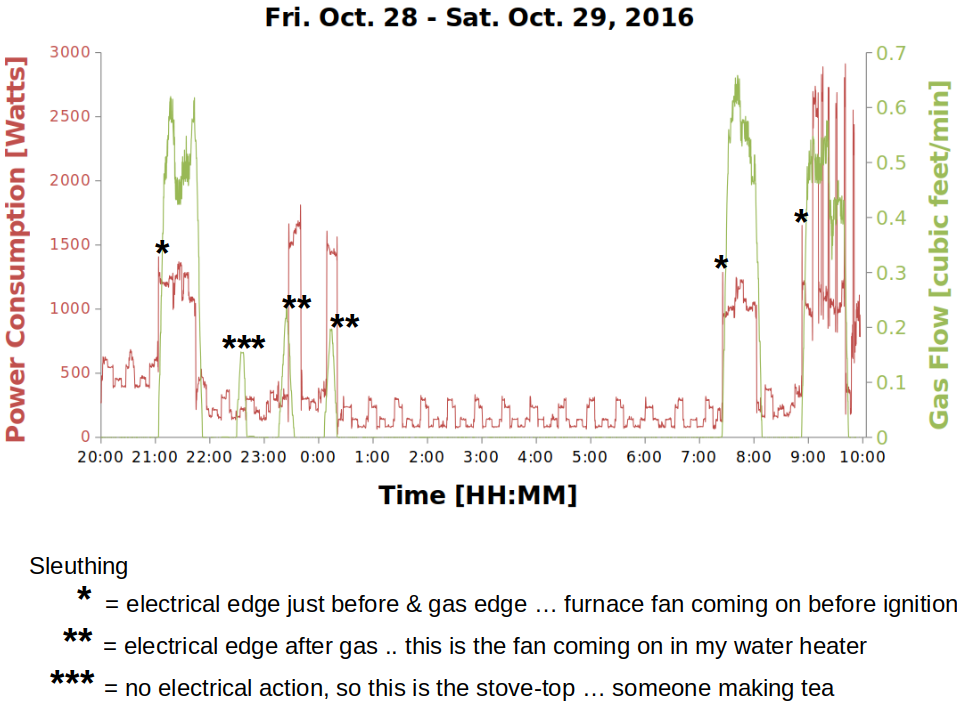 Fri. Oct. 28 - Sat. Oct. 29, 2016
Power Consumption [Watts]
3000
2500
2000
1500
1000
500
0
Gas Flow [cubic feet/min]
0.7
0.6
0.5
0.4
0.3
0.2
0.1
0
*
***
**
**
*
*
20:00 21:00 22:00 23:00 0:00 1:00 2:00 3:00 4:00 5:00 6:00 7:00 8:00 9:00 10:00
Time [HH:MM]
Sleuthing
* = electrical edge just before & gas edge … furnace fan coming on before ignition
** = electrical edge after gas .. this is the fan coming on in my water heater
*** = no electrical action, so this is the stove-top … someone making tea